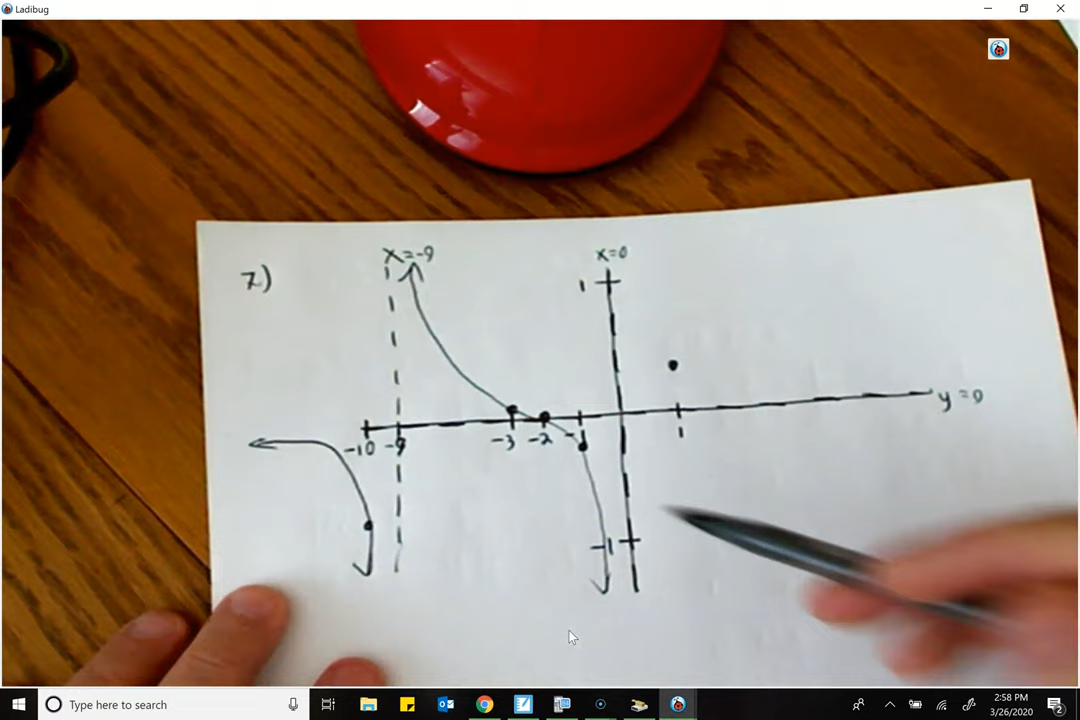 Ladibug
x=-9
x=0
7)
1
y=0
-10 -9 -3 -2 -1 1
-1
Type here to search
2:58 PM
3/26/2020
2